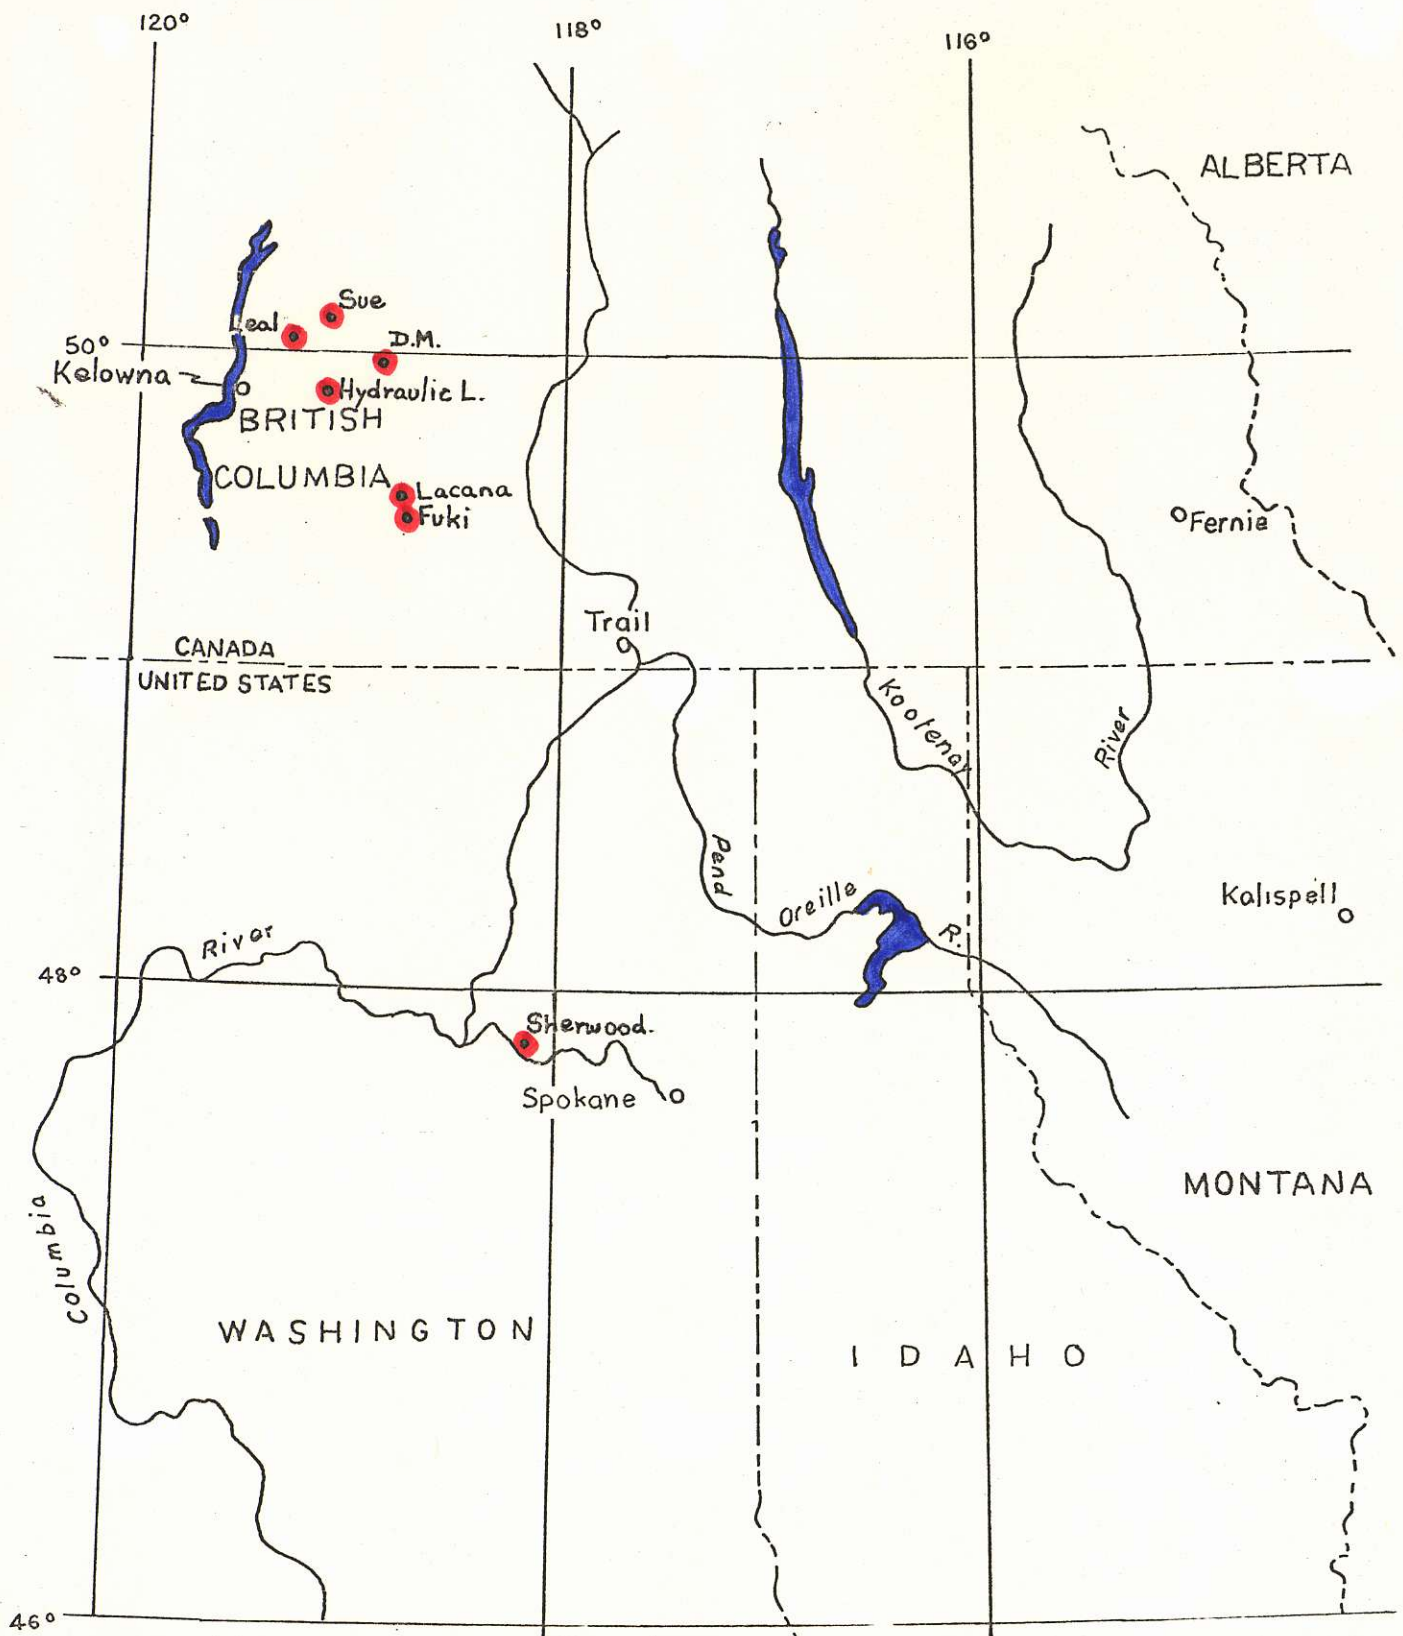 120°
118°
116°
ALBERTA
Sue
Leal
D.M.
50°
Kelowna
Hydraulic L.
BRITISH
COLUMBIA
Lacana
Fuki
Fernie
Trail
CANADA
UNITED STATES
Kootenay
River
Pend
Oreille
R.
Kalispell
River
48°
Sherwood.
Spokane
Columbia
MONTANA
WASHINGTON
IDAHO
46°